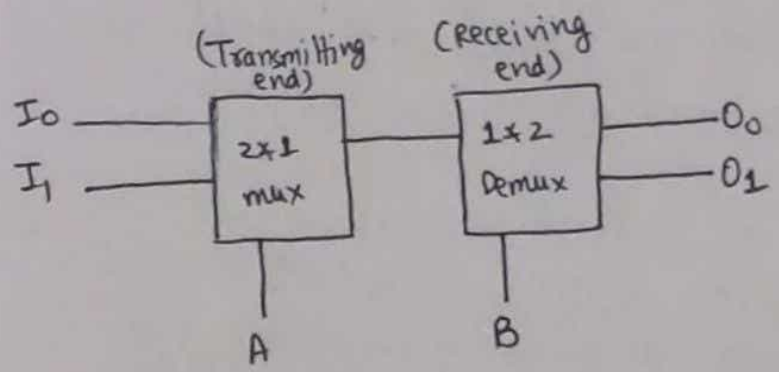 (Transmitting
end)
(Receiving
end)
I0
I1
2x1
mux
1x2
Demux
O0
O1
A
B